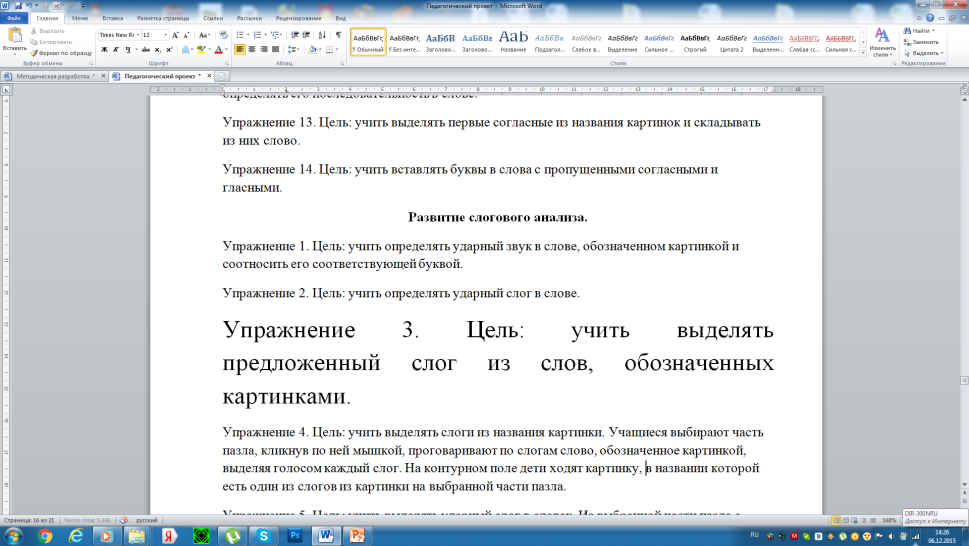 Педагогический проект - Microsoft Word
Файл Главная Меню Вставка Разметка страницы Ссылки Рассылки Рецензирование Вид
Вставить
Вырезать
Копировать
Формат по образцу
Буфер обмена
Times New Ro 12
Шрифт
Абзац
АаБбВвГг, АаБбВвГг, АаБбВв АаБбВв АаБ АаБбВв АаБбВвГг АаБбВвГг АаБбВвГг АаБбВвГг, АаБбВвГг АаБбВвГг АаБбВвГг АаБбВвГг
¶ Обычный ¶ Без инте... Заголово... Заголово... Название Подзагол... Слабое в... Выделение Сильное ... Строгий Цитата 2 Выделенн... Слабая сс... Сильная с...
Изменить стили
Стили
Найти
Заменить
Выделить
Редактирование
Методическая разработка * Педагогический проект *
определять его последовательность в слове.
Упражнение 13. Цель: учить выделять первые согласные из названия картинок и складывать
из них слово.
Упражнение 14. Цель: учить вставлять буквы в слова с пропущенными согласными и
гласными.
Развитие слогового анализа.
Упражнение 1. Цель: учить определять ударный звук в слове, обозначенном картинкой и
соотносить его соответствующей буквой.
Упражнение 2. Цель: учить определять ударный слог в слове.
Упражнение 3. Цель: учить выделять
предложенный слог из слов, обозначенных
картинками.
Упражнение 4. Цель: учить выделять слоги из названия картинки. Учащиеся выбирают часть
пазла, кликнув по ней мышкой, проговаривают по слогам слово, обозначенное картинкой,
выделяя голосом каждый слог. На контурном поле дети ходят картинку, в названии которой
есть один из слогов из картинки на выбранной части пазла.
Страница: 16 из 21 Число слов: 5 446 русский 168%
DIR-300NRU
Доступ к Интернету
RU 14:26
06.12.2015